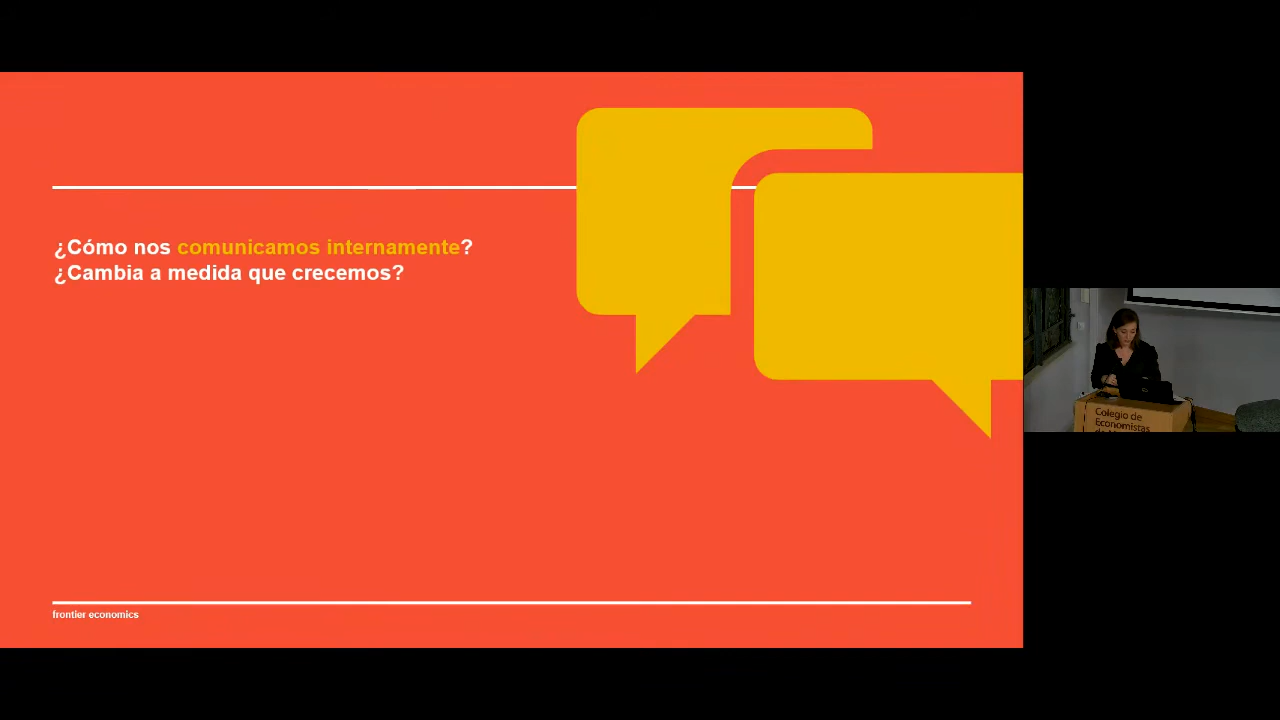 ¿Cómo nos comunicamos internamente?
¿Cambia a medida que crecemos?
frontier economics
Colegio de
Economistas